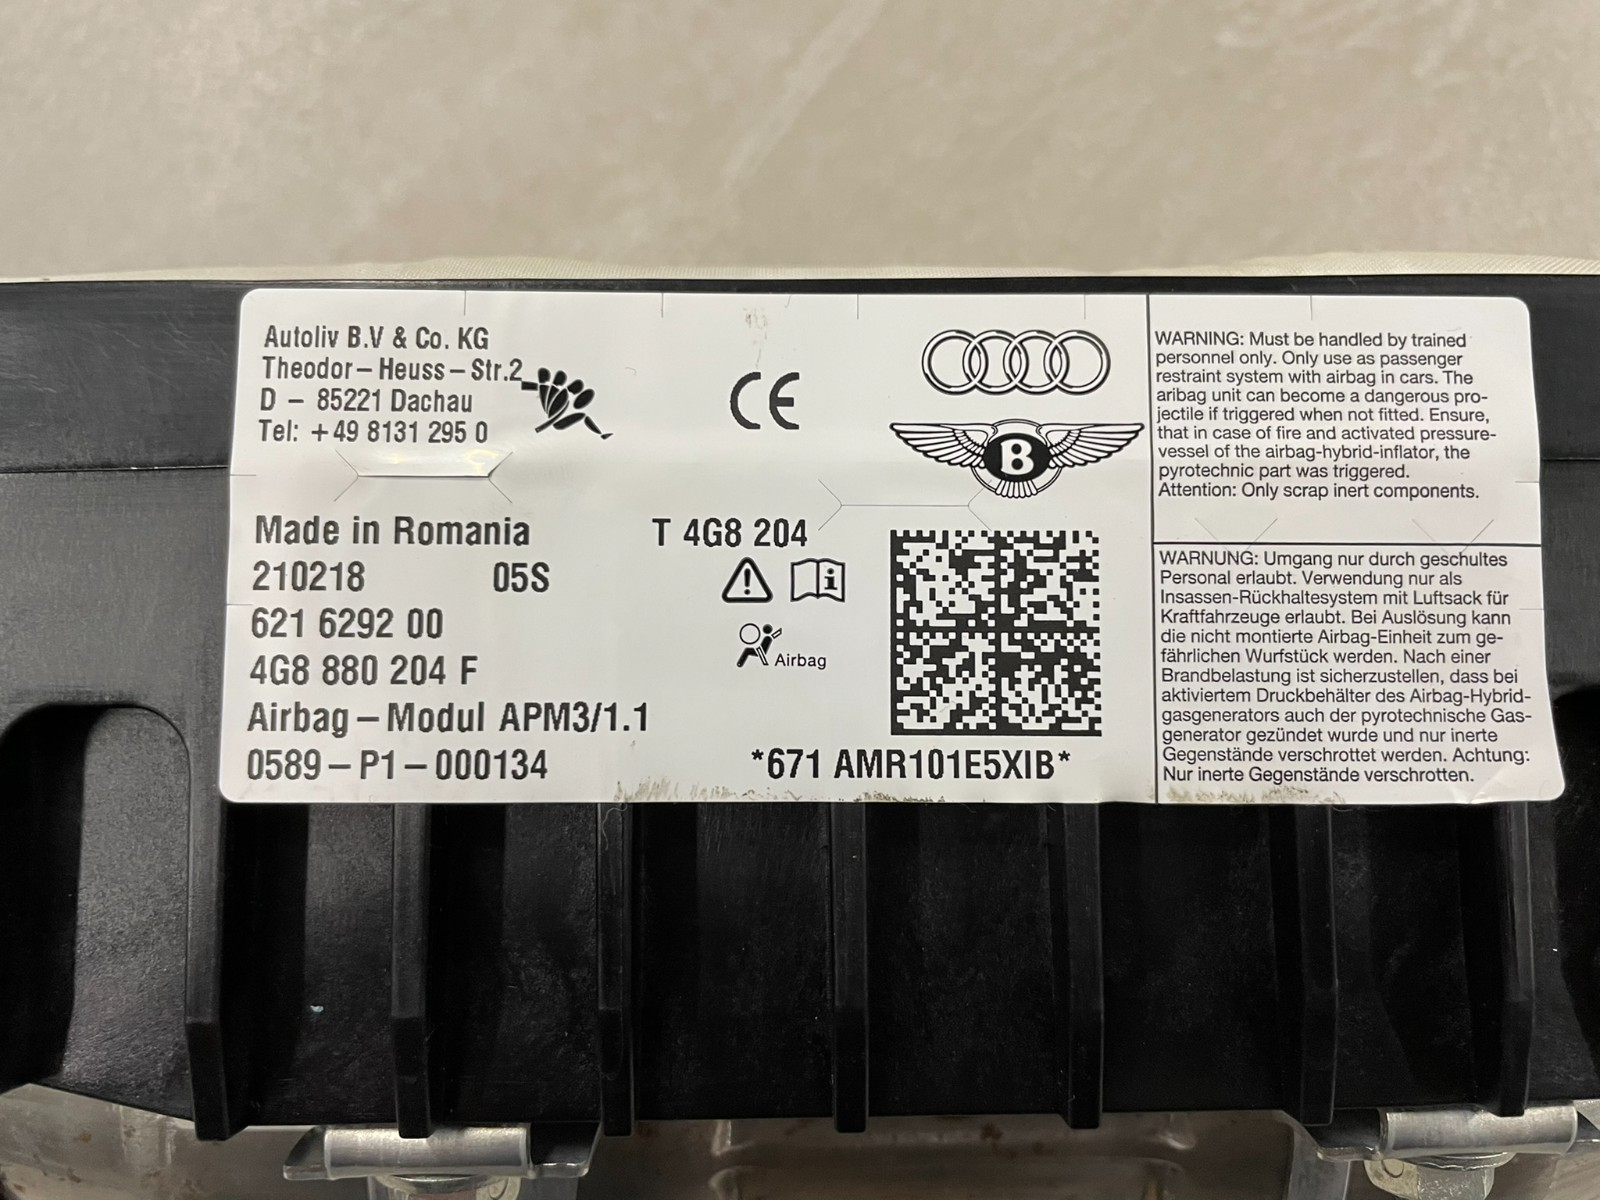 Autoliv B.V & Co. KG
Theodor-Heuss-Str.2
D - 85221 Dachau
Tel: +49 8131 295 0
CE
B
Made in Romania
T 4G8 204
210218 05S
621 6292 00
4G8 880 204 F
Airbag
Airbag-Modul APM3/1.1
0589-P1-000134
*671 AMR101E5XIB*
WARNING: Must be handled by trained
personnel only. Only use as passenger
restraint system with airbag in cars. The
aribag unit can become a dangerous pro-
jectile if triggered when not fitted. Ensure,
that in case of fire and activated pressure-
vessel of the airbag-hybrid-inflator, the
pyrotechnic part was triggered.
Attention: Only scrap inert components.
WARNUNG: Umgang nur durch geschultes
Personal erlaubt. Verwendung nur als
Insassen-Rückhaltesystem mit Luftsack für
Kraftfahrzeuge erlaubt. Bei Auslösung kann
die nicht montierte Airbag-Einheit zum ge-
fährlichen Wurfstück werden. Nach einer
Brandbelastung ist sicherzustellen, dass bei
aktiviertem Druckbehälter des Airbag-Hybrid-
gasgenerators auch der pyrotechnische Gas-
generator gezündet wurde und nur inerte
Gegenstände verschrottet werden. Achtung:
Nur inerte Gegenstände verschrotten.